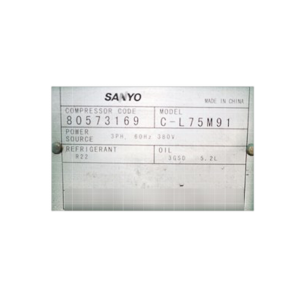 SANYO
MADE IN CHINA
COMPRESSOR CODE MODEL
80573169 C-L75M91
POWER
SOURCE 3PH, 60Hz 380V
REFRIGERANT OIL
R22 3GSD 3.2L